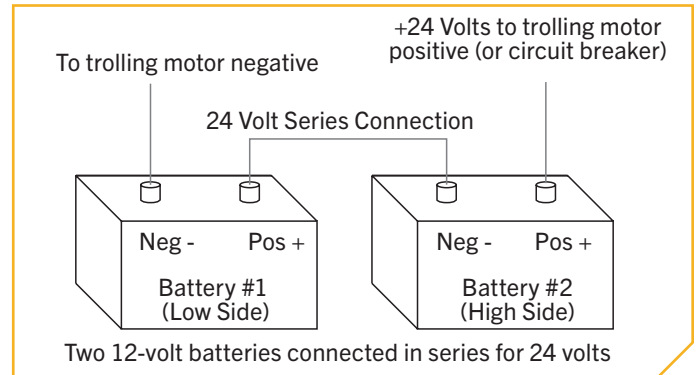 +24 Volts to trolling motor
positive (or circuit breaker)
To trolling motor negative
24 Volt Series Connection
Neg -
Pos +
Battery #1
(Low Side)
Neg -
Pos +
Battery #2
(High Side)
Two 12-volt batteries connected in series for 24 volts